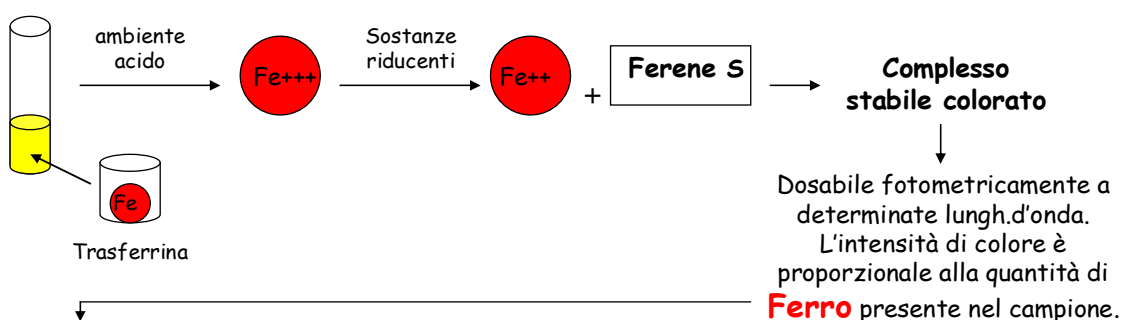 ambiente
acido
Fe+++
Sostanze
riducenti
Fe++
+
Ferene S
Complesso
stabile colorato
Fe
Trasferrina
Dosabile fotometricamente a
determinate lungh.d’onda.
L’intensità di colore è
proporzionale alla quantità di
Ferro presente nel campione.